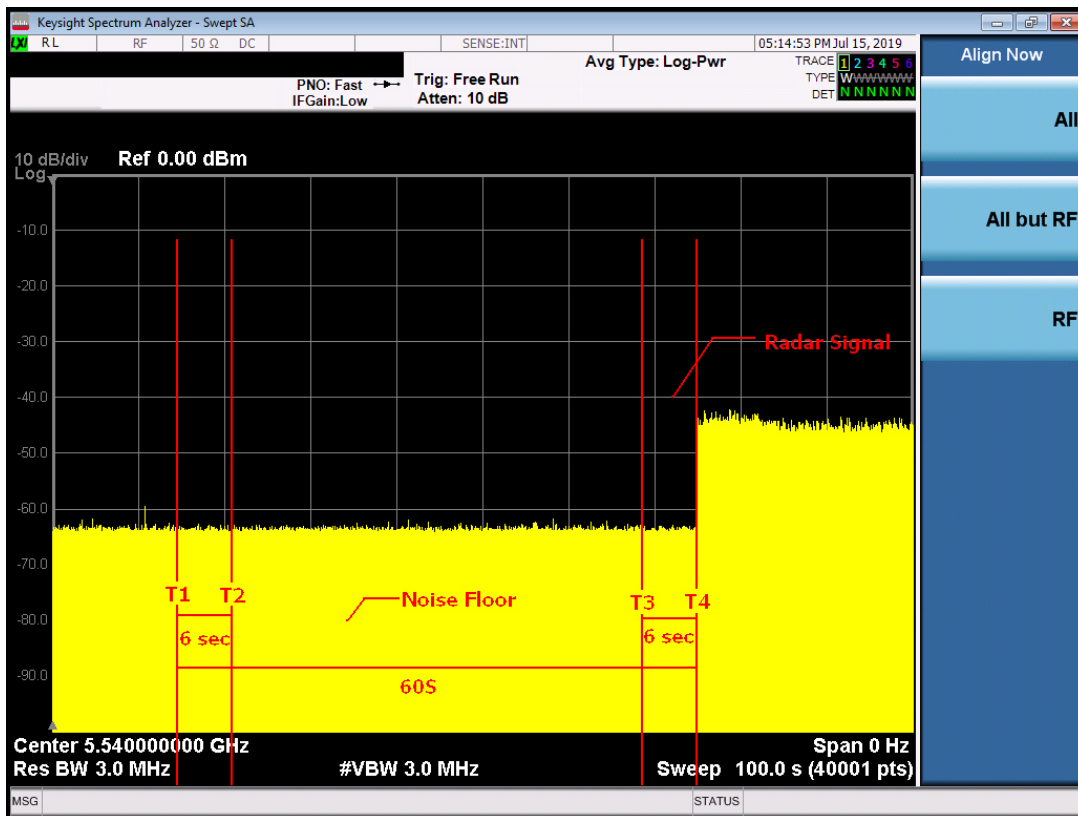 Keysight Spectrum Analyzer - Swept SA
LXI RL RF 50 Ω DC SENSE:INT 05:14:53 PM Jul 15, 2019
PNO: Fast
IFGain:Low
Trig: Free Run
Atten: 10 dB
Avg Type: Log-Pwr
TRACE 1 2 3 4 5 6
TYPE WWWWWWW
DET N N N N N N
Align Now
All
All but RF
RF
10 dB/div Ref 0.00 dBm
Log
-10.0
-20.0
-30.0
Radar Signal
-40.0
-50.0
-60.0
-70.0
T1 T2 Noise Floor T3 T4
-80.0
6 sec 6 sec
-90.0
60S
Center 5.540000000 GHz Span 0 Hz
Res BW 3.0 MHz #VBW 3.0 MHz Sweep 100.0 s (40001 pts)
MSG STATUS